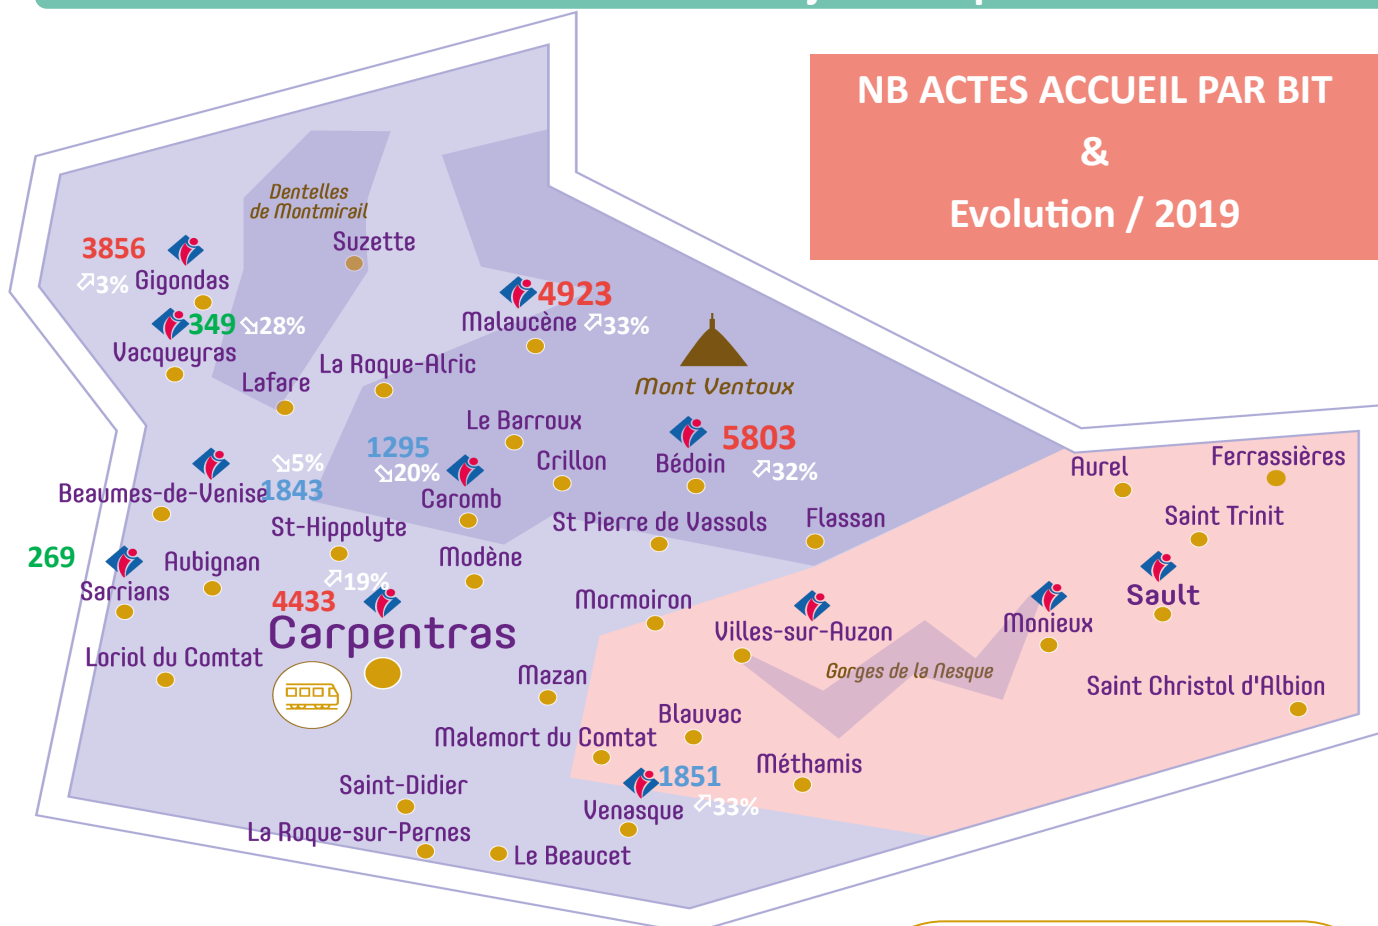 NB ACTES ACCUEIL PAR BIT
&
Evolution / 2019
Dentelles
de Montmirail
Suzette
3856
⬀3% Gigondas
349 ⬂28%
Vacqueyras
4923
Malaucène ⬀33%
La Roque-Alric
Lafare
Mont Ventoux
Le Barroux
1295
⬂20%
Caromb
Crillon
5803
Bédoin
⬀32%
⬂5%
Beaumes-de-Venise 1843
St-Hippolyte
St Pierre de Vassols
Flassan
Aurel
Ferrassières
Saint Trinit
269
Sarrians
Aubignan
Modène
⬀19%
4433
Carpentras
Mormoiron
Villes-sur-Auzon
Monieux
Sault
Gorges de la Nesque
Loriol du Comtat
Mazan
Saint Christol d'Albion
Blauvac
Malemort du Comtat
1851
Méthamis
Venasque ⬀33%
Saint-Didier
La Roque-sur-Pernes
Le Beaucet